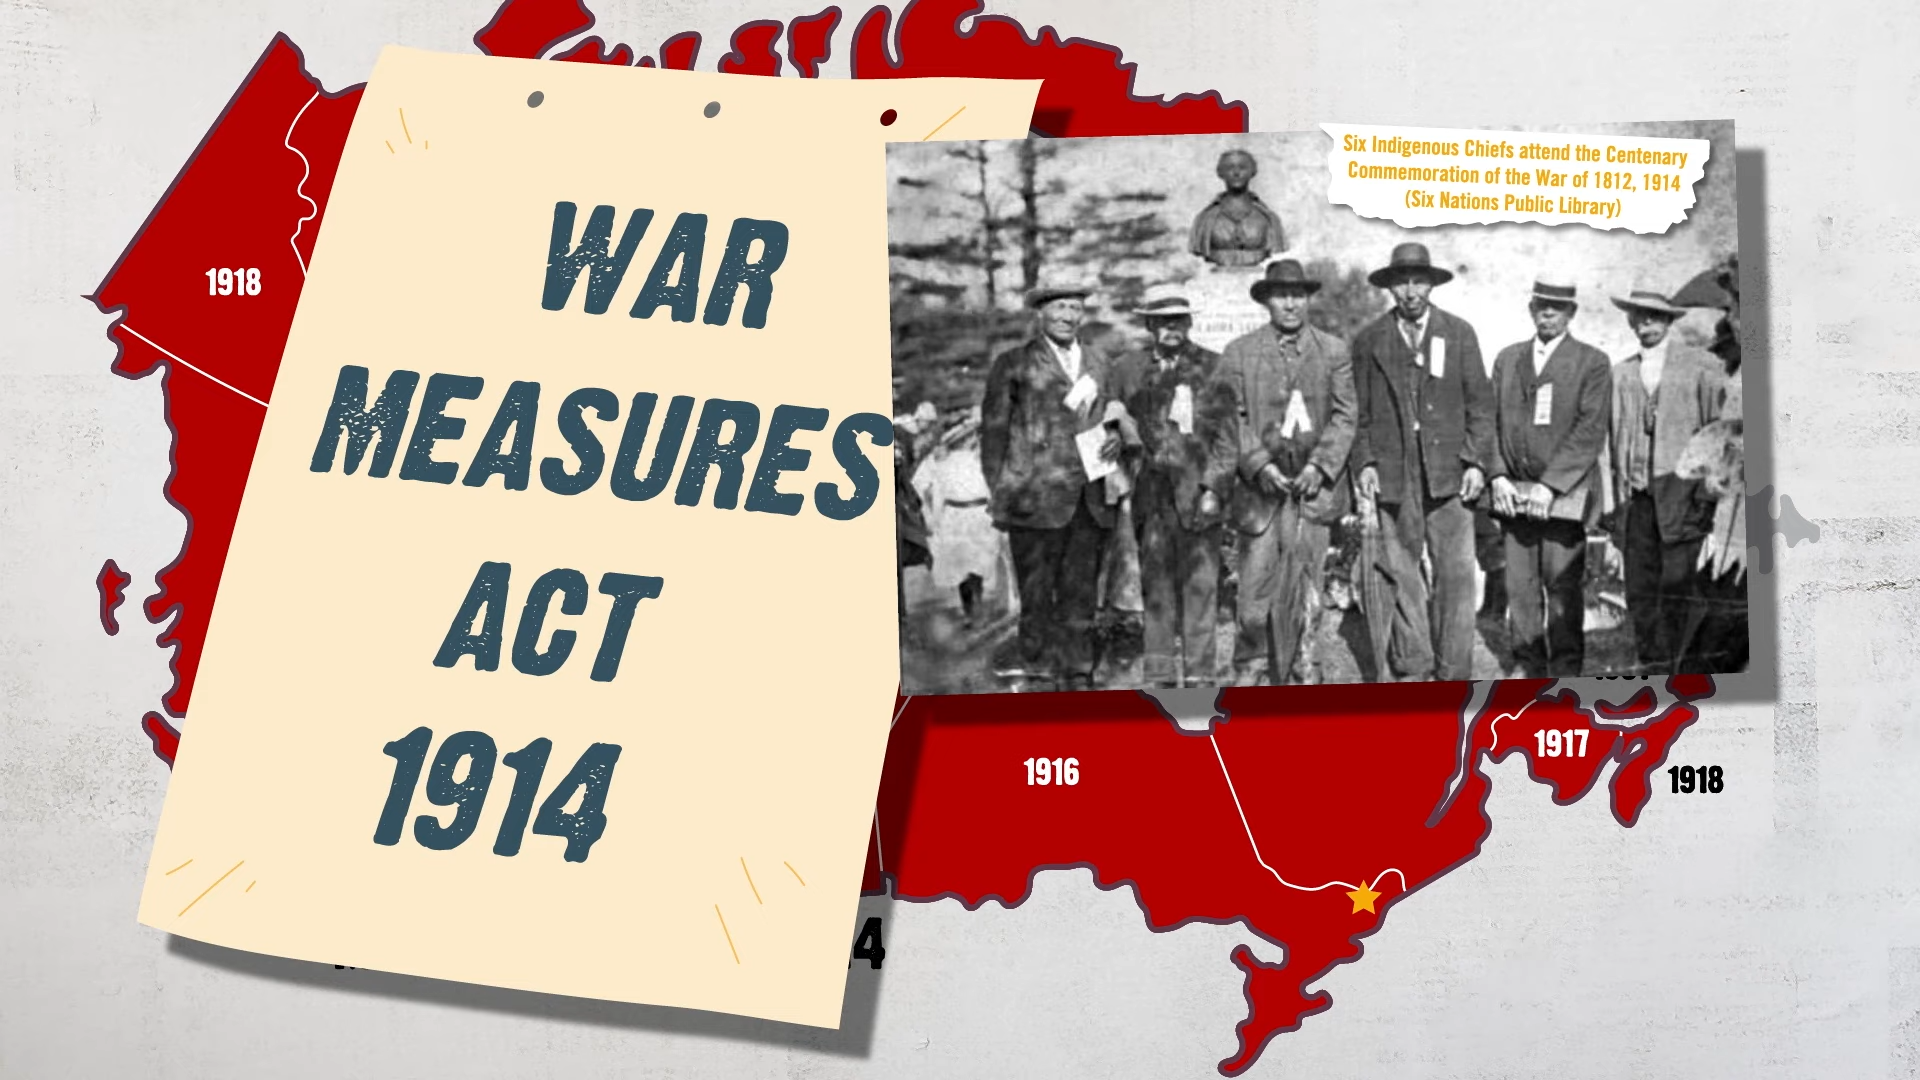 WAR
MEASURES
ACT
1914
Six Indigenous Chiefs attend the Centenary
Commemoration of the War of 1812, 1914
(Six Nations Public Library)
1918
1916
1917
1918